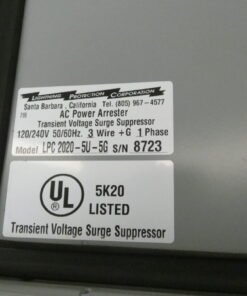 Lightning Protection Corporation
Santa Barbara, California Tel. (805) 967-4577
AC Power Arrester
Transient Voltage Surge Suppressor
120/240V 50/60Hz. 3 Wire +G 1 Phase
Model LPC 2020-5U-5G S/N 8723
UL
5K20
LISTED
Transient Voltage Surge Suppressor